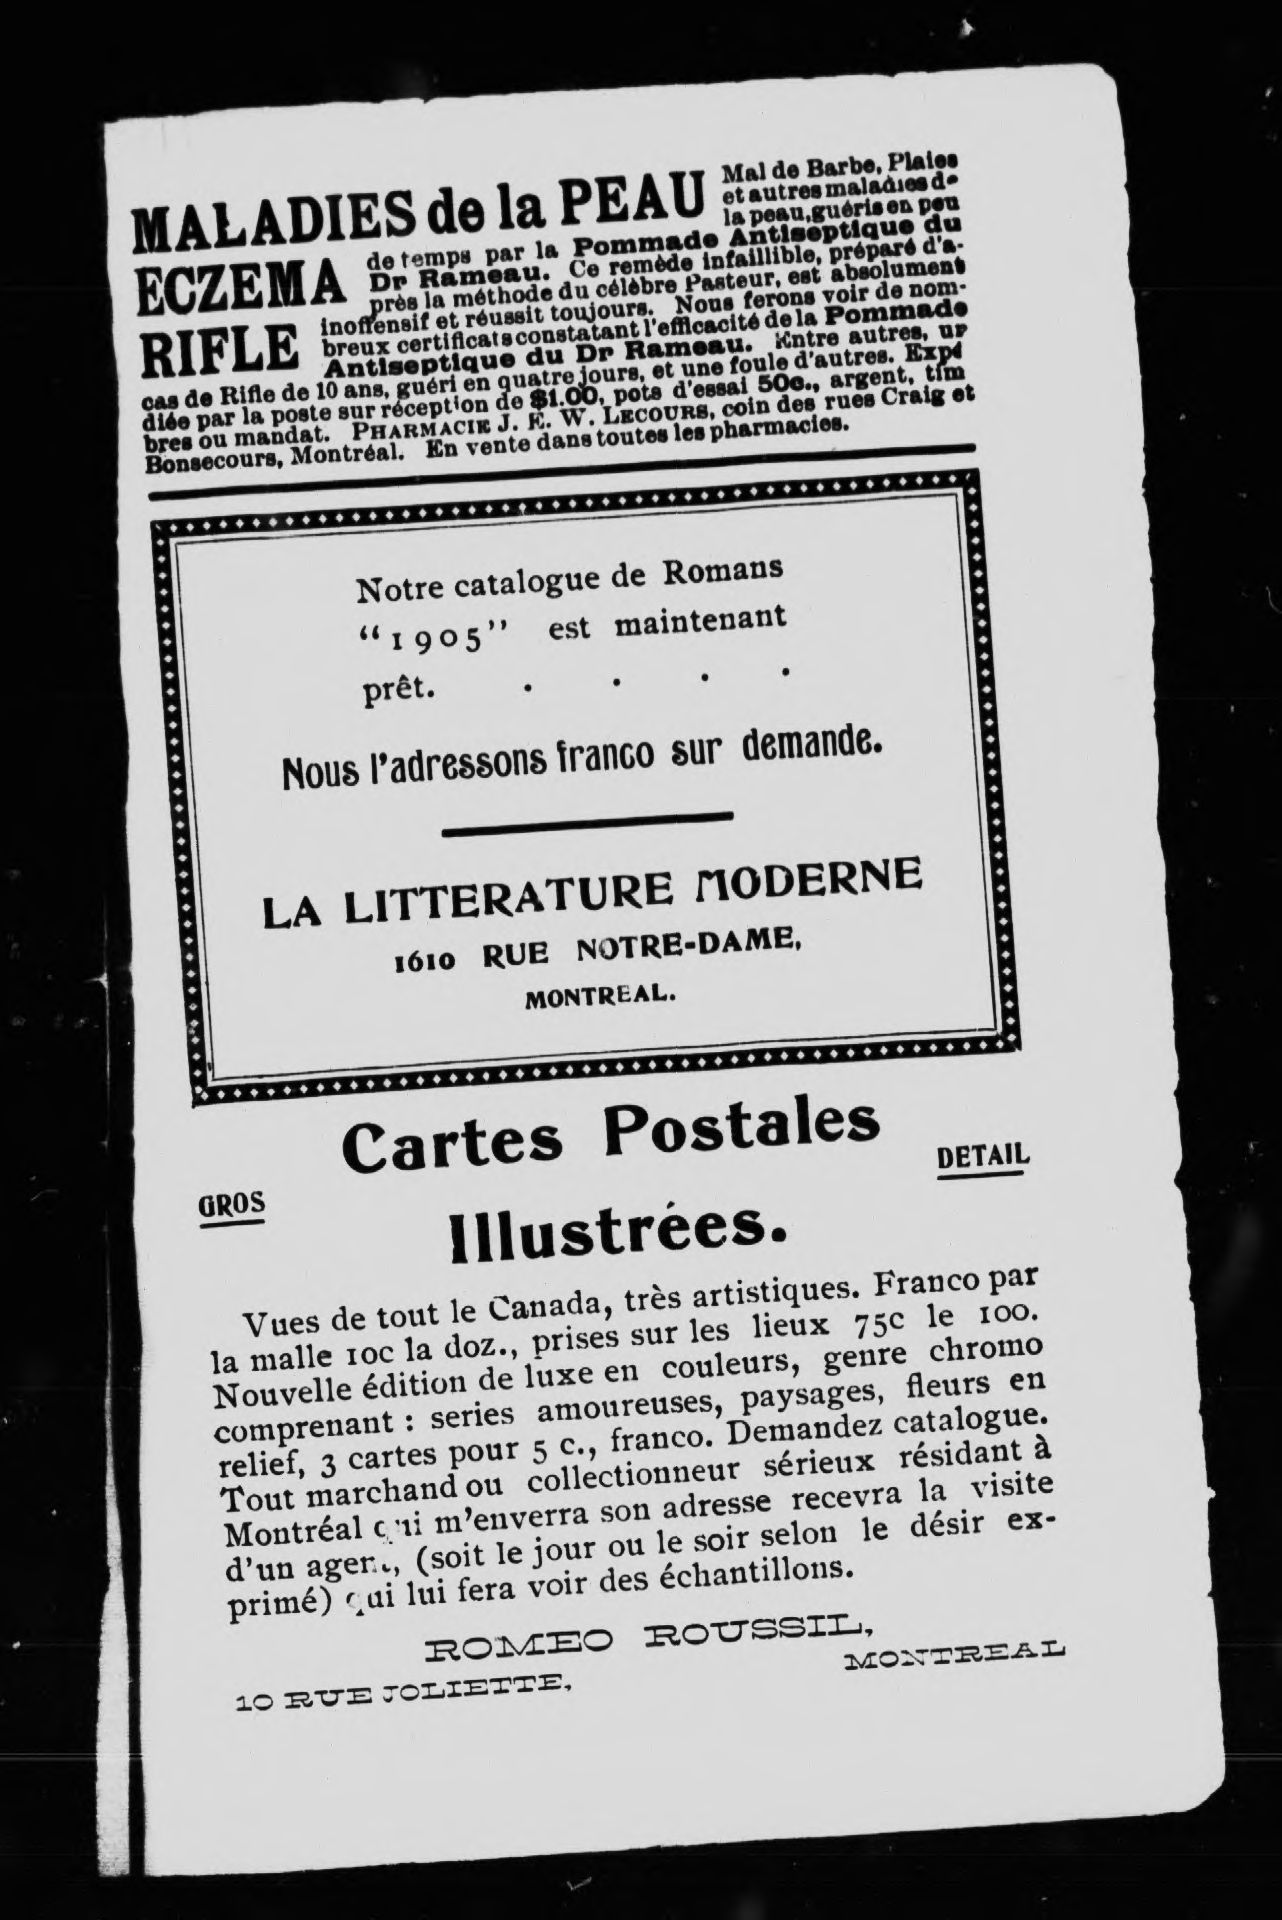 MALADIES de la PEAU Mal de Barbe, Plaies
et autres maladies de
la peau, guéris en peu
ECZEMA de temps par la Pommade Antiseptique du
Dr Rameau. Ce remède infaillible, préparé d'a-
près la méthode du célèbre Pasteur, est absolument
RIFLE inoffensif et réussit toujours. Nous ferons voir de nom-
breux certificats constatant l'efficacité de la Pommade
Antiseptique du Dr Rameau. Entre autres, un
cas de Rifle de 10 ans, guéri en quatre jours, et une foule d'autres. Expé
diée par la poste sur réception de $1.00, pots d'essai 50c., argent, tim
bres ou mandat. PHARMACIE J. E. W. LECOURS, coin des rues Craig et
Bonsecours, Montréal. En vente dans toutes les pharmacies.
Notre catalogue de Romans
“1905” est maintenant
prêt. . . . .
Nous l'adressons franco sur demande.
LA LITTERATURE MODERNE
1610 RUE NOTRE-DAME,
MONTREAL.
Cartes Postales
GROS DETAIL
Illustrées.
Vues de tout le Canada, très artistiques. Franco par
la malle 10c la doz., prises sur les lieux 75c le 100.
Nouvelle édition de luxe en couleurs, genre chromo
comprenant : series amoureuses, paysages, fleurs en
relief, 3 cartes pour 5 c., franco. Demandez catalogue.
Tout marchand ou collectionneur sérieux résidant à
Montréal qui m'enverra son adresse recevra la visite
d'un agent, (soit le jour ou le soir selon le désir ex-
primé) qui lui fera voir des échantillons.
ROMEO ROUSSIL,
10 RUE JOLIETTE, MONTREAL